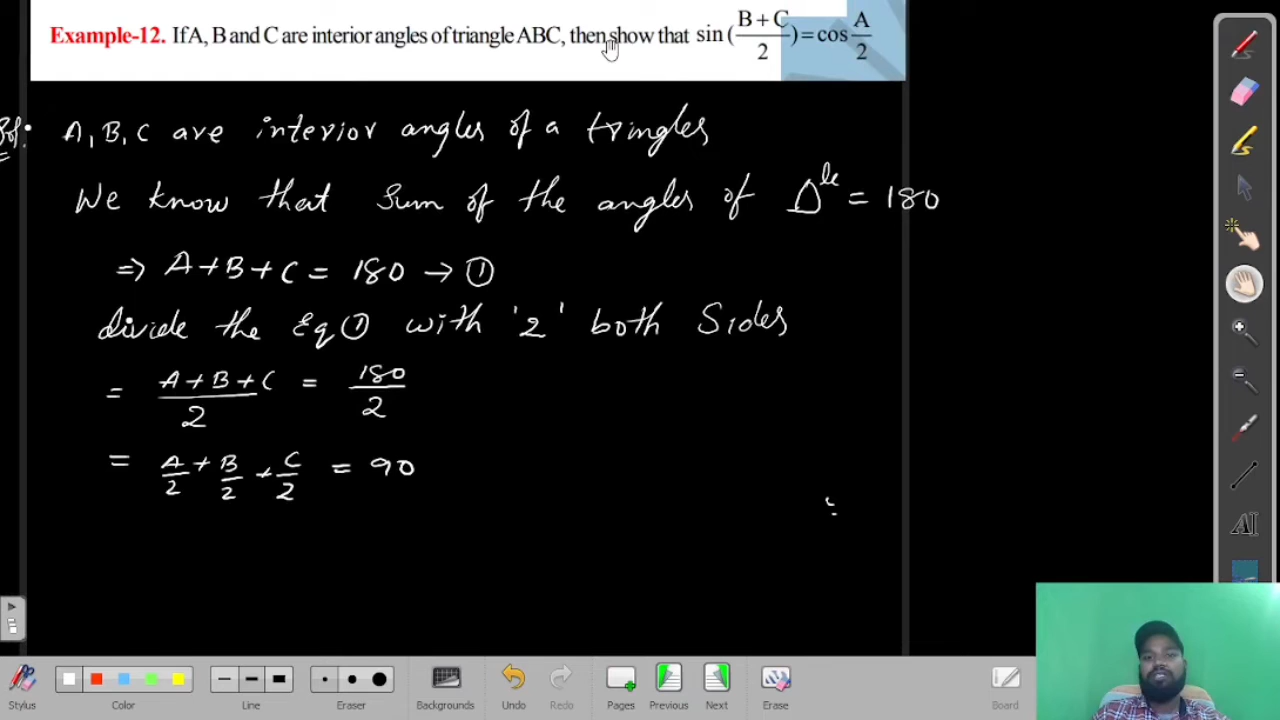 Example-12. If A, B and C are interior angles of triangle ABC, then show that sin (B+C/2) = cos A/2
Sol: A, B, C are interior angles of a tringles
We know that Sum of the angles of Δle = 180
=> A+B+C = 180 → ①
divide the Eq ① with '2' both Sides
= A+B+C/2 = 180/2
= A/2 + B/2 + C/2 = 90
AI
Stylus
Color
Line
Eraser
Backgrounds
Undo
Redo
Pages
Previous
Next
Erase
Board